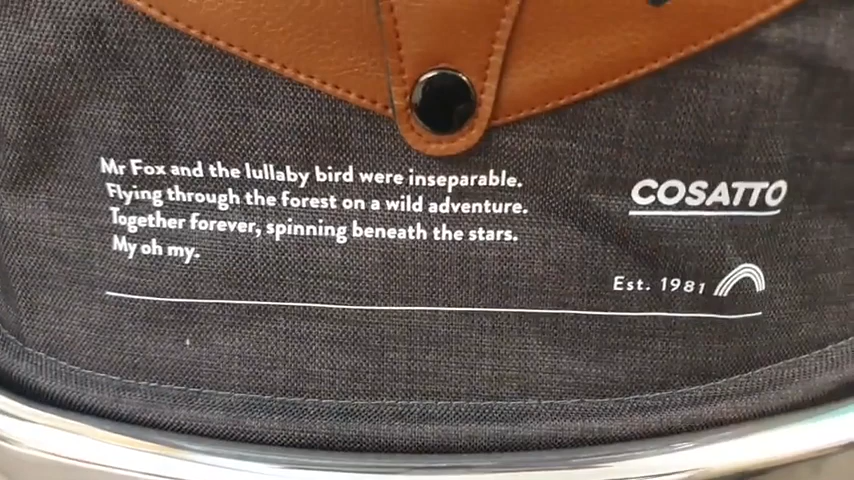 Mr Fox and the lullaby bird were inseparable.
Flying through the forest on a wild adventure.
Together forever, spinning beneath the stars.
My oh my.
COSATTO
Est. 1981